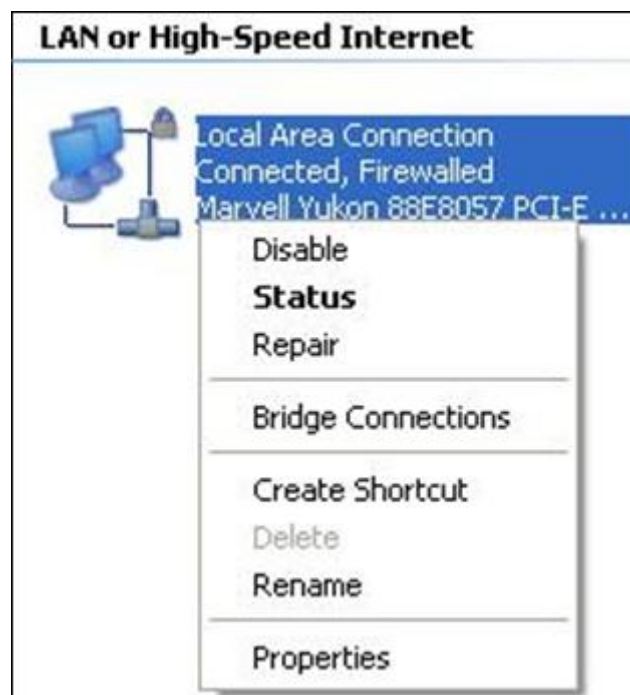 LAN or High-Speed Internet
Local Area Connection
Connected, Firewalled
Marvell Yukon 88E8057 PCI-E ...
Disable
Status
Repair
Bridge Connections
Create Shortcut
Delete
Rename
Properties